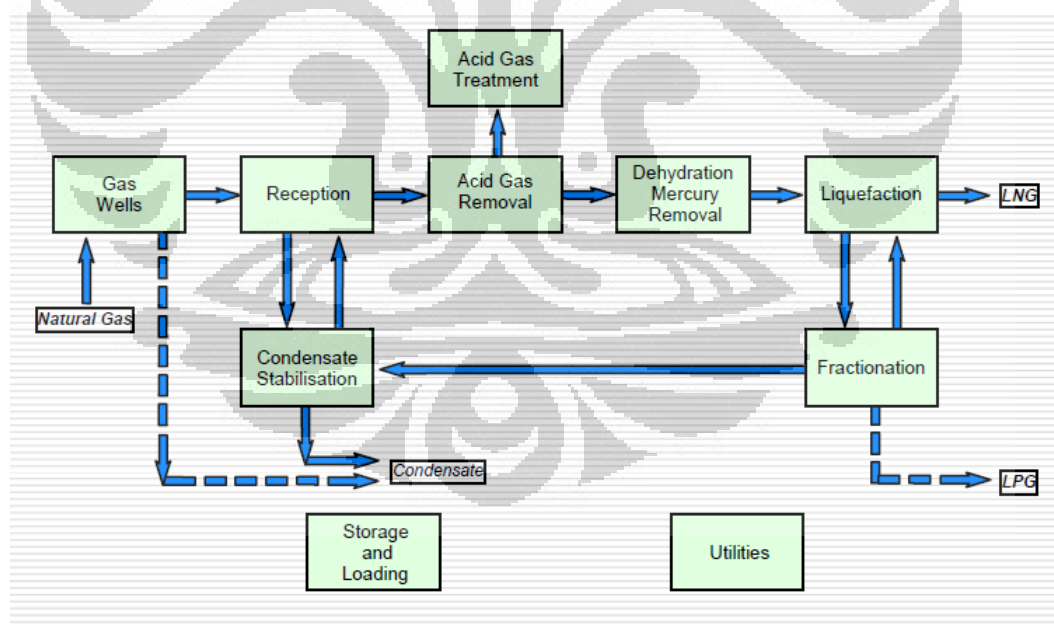 Acid Gas
Treatment
Gas
Wells
Reception
Acid Gas
Removal
Dehydration
Mercury
Removal
Liquefaction
LNG
Natural Gas
Condensate
Stabilisation
Fractionation
Condensate
LPG
Storage
and
Loading
Utilities